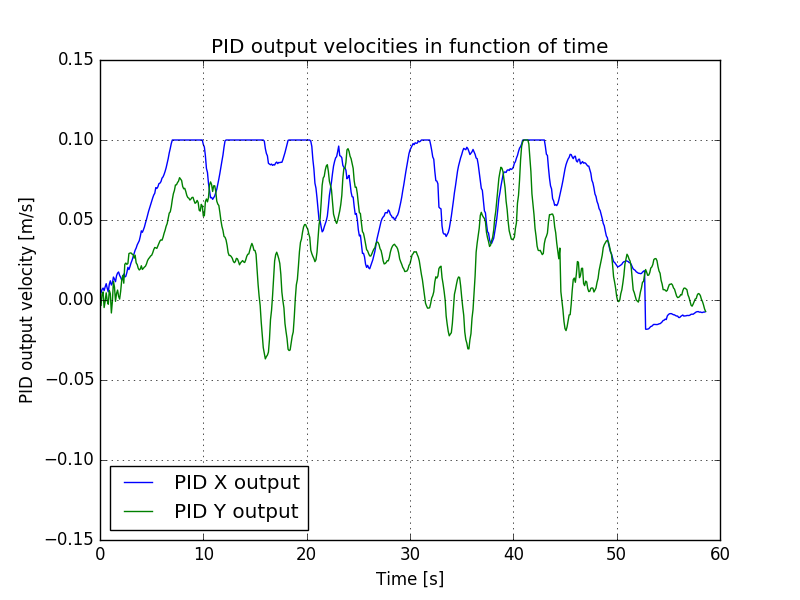 PID output velocities in function of time
0.15
0.10
0.05
0.00
−0.05
−0.10
−0.15
PID output velocity [m/s]
PID X output
PID Y output
0 10 20 30 40 50 60
Time [s]